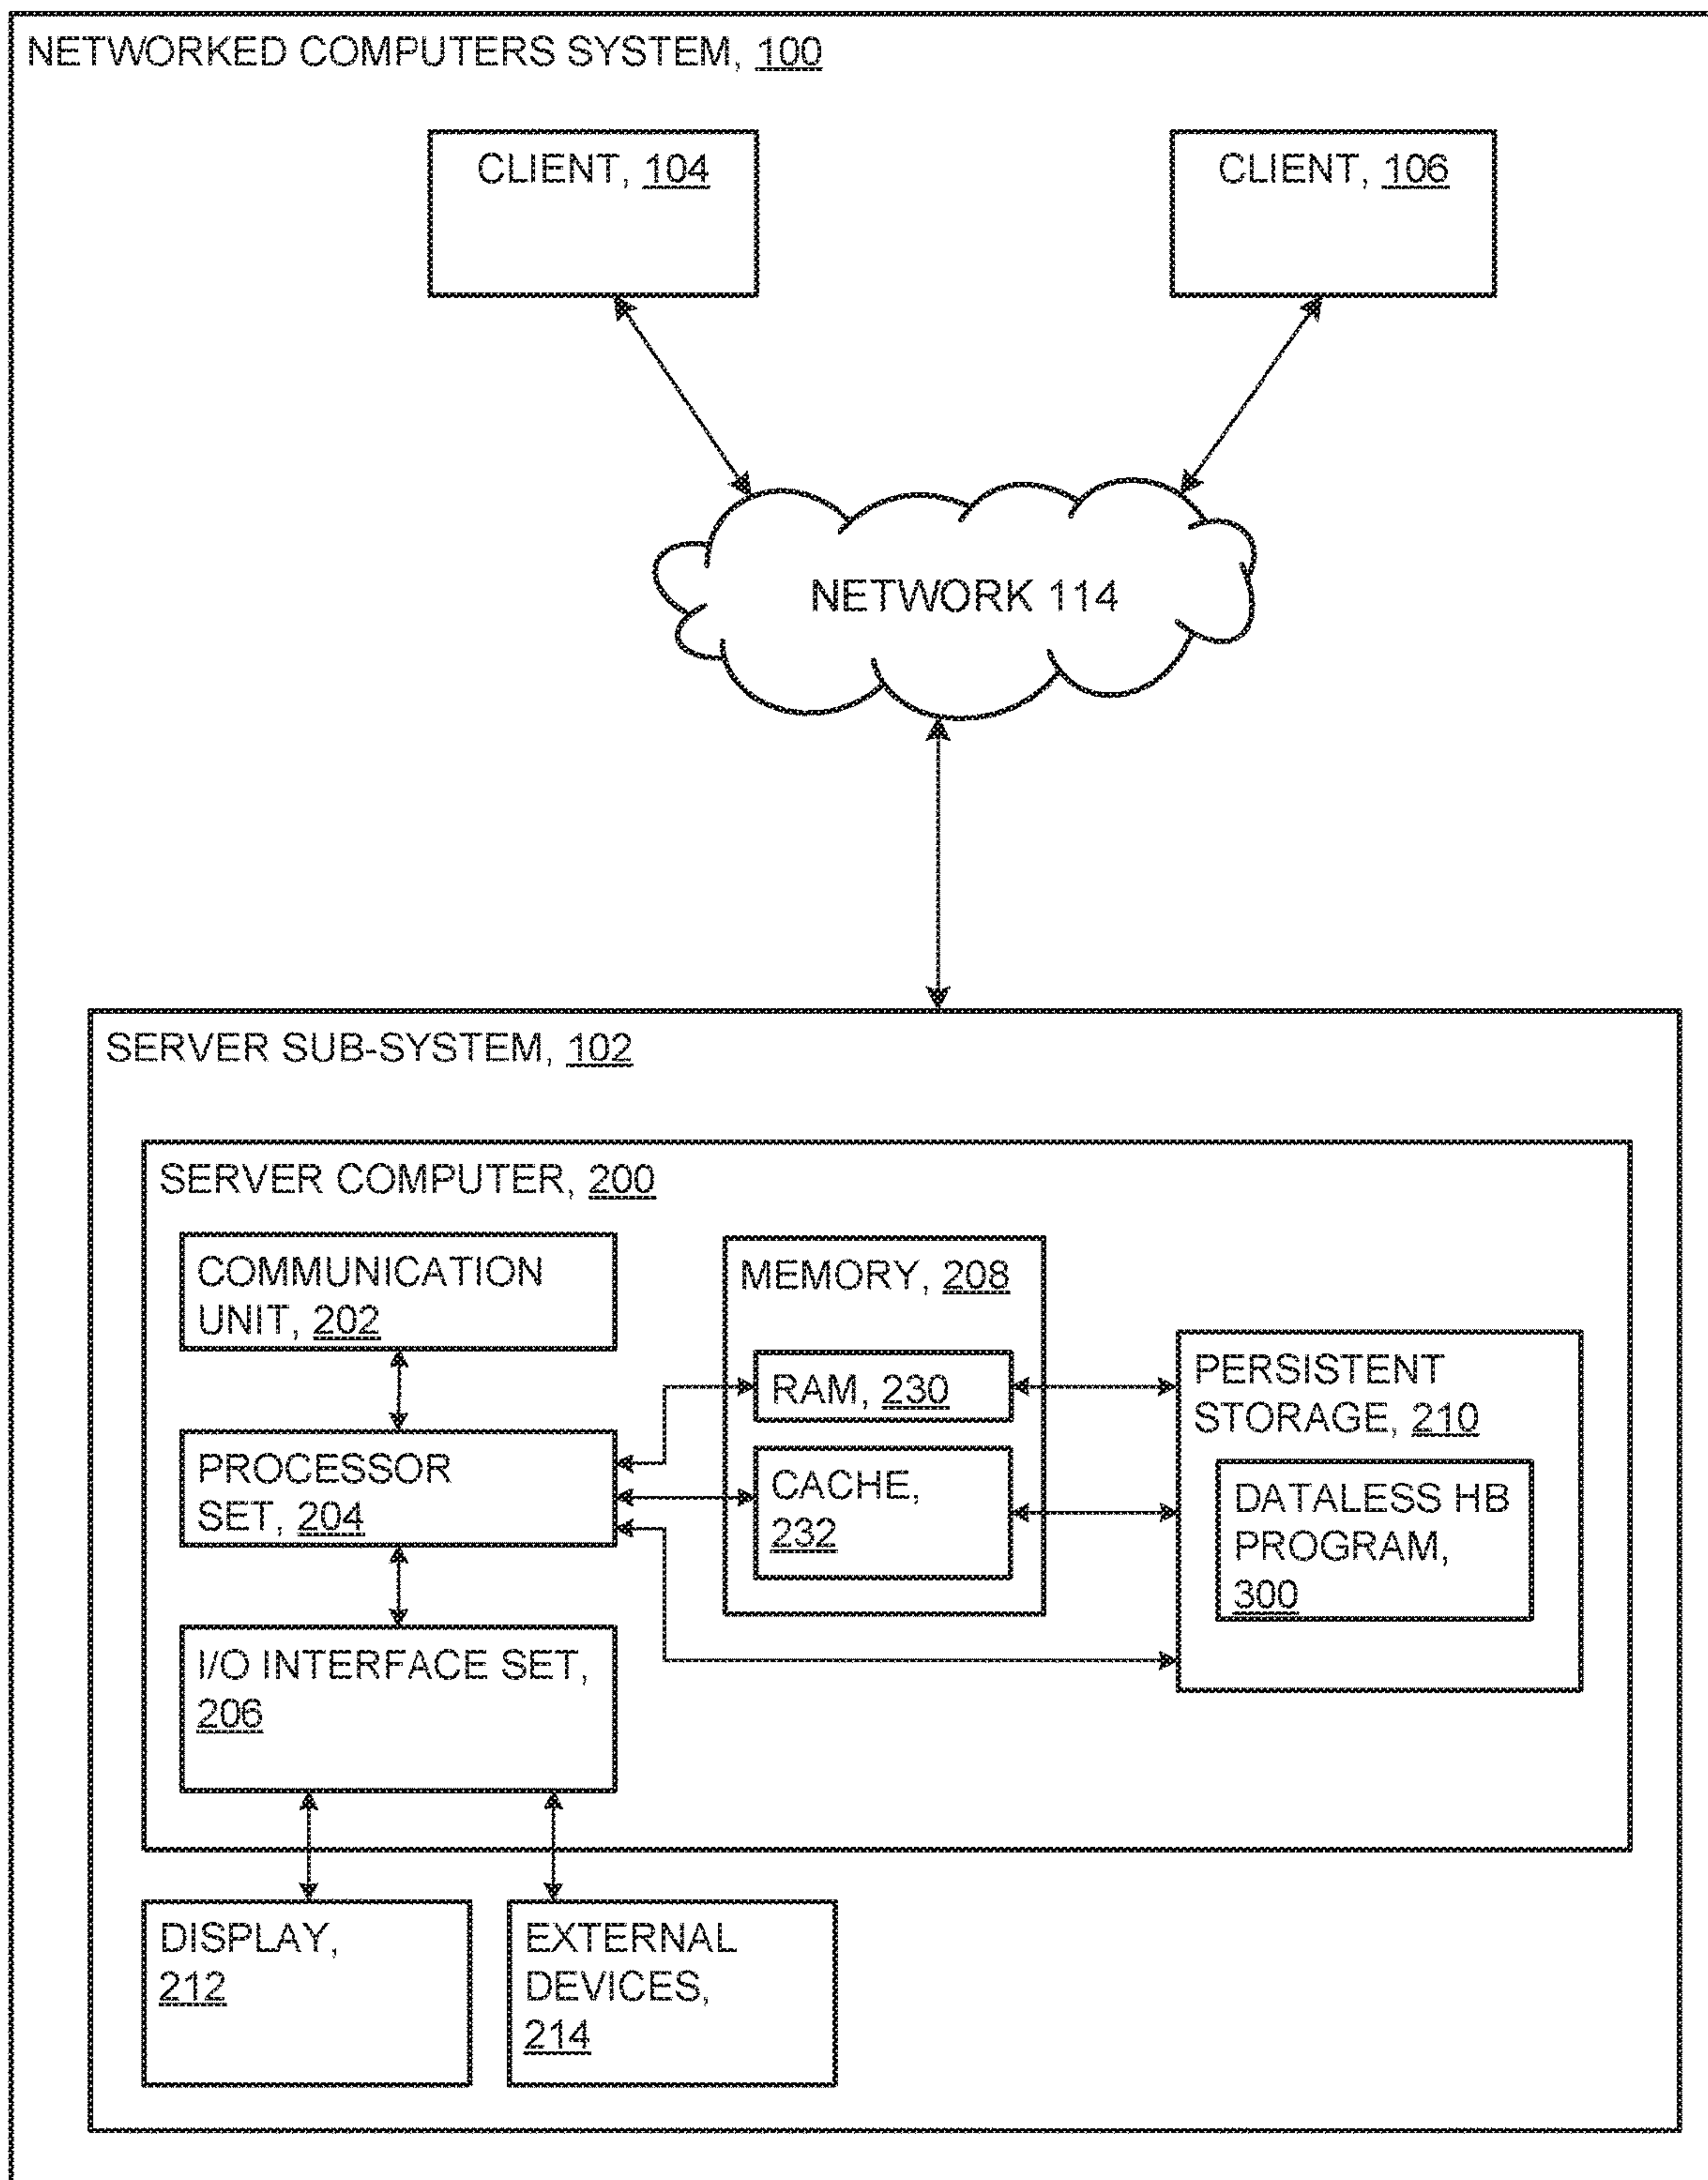 NETWORKED COMPUTERS SYSTEM, 100
CLIENT, 104
CLIENT, 106
NETWORK 114
SERVER SUB-SYSTEM, 102
SERVER COMPUTER, 200
COMMUNICATION
UNIT, 202
PROCESSOR
SET, 204
I/O INTERFACE SET,
206
MEMORY, 208
RAM, 230
CACHE,
232
PERSISTENT
STORAGE, 210
DATALESS HB
PROGRAM,
300
DISPLAY,
212
EXTERNAL
DEVICES,
214